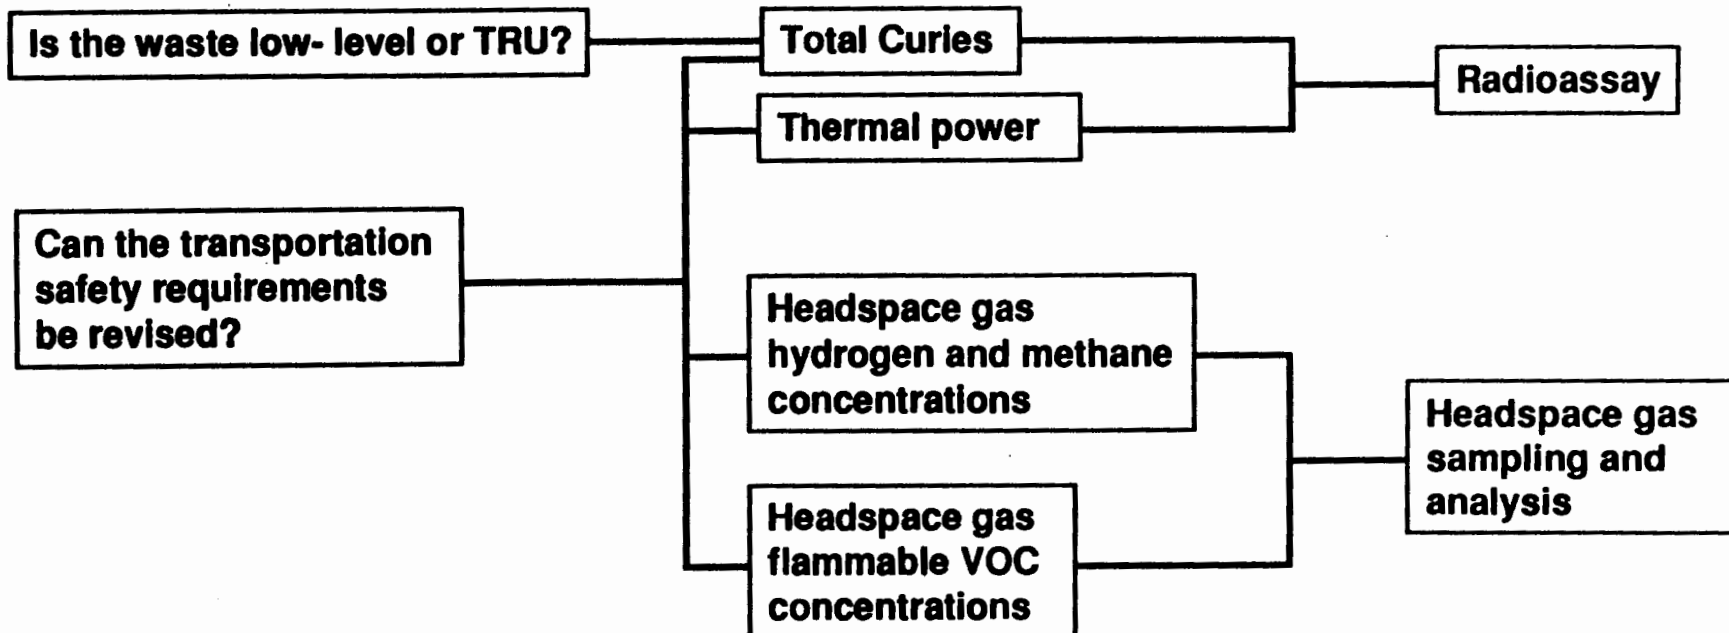 Is the waste low- level or TRU?
Total Curies
Radioassay
Thermal power
Can the transportation
safety requirements
be revised?
Headspace gas
hydrogen and methane
concentrations
Headspace gas
sampling and
analysis
Headspace gas
flammable VOC
concentrations